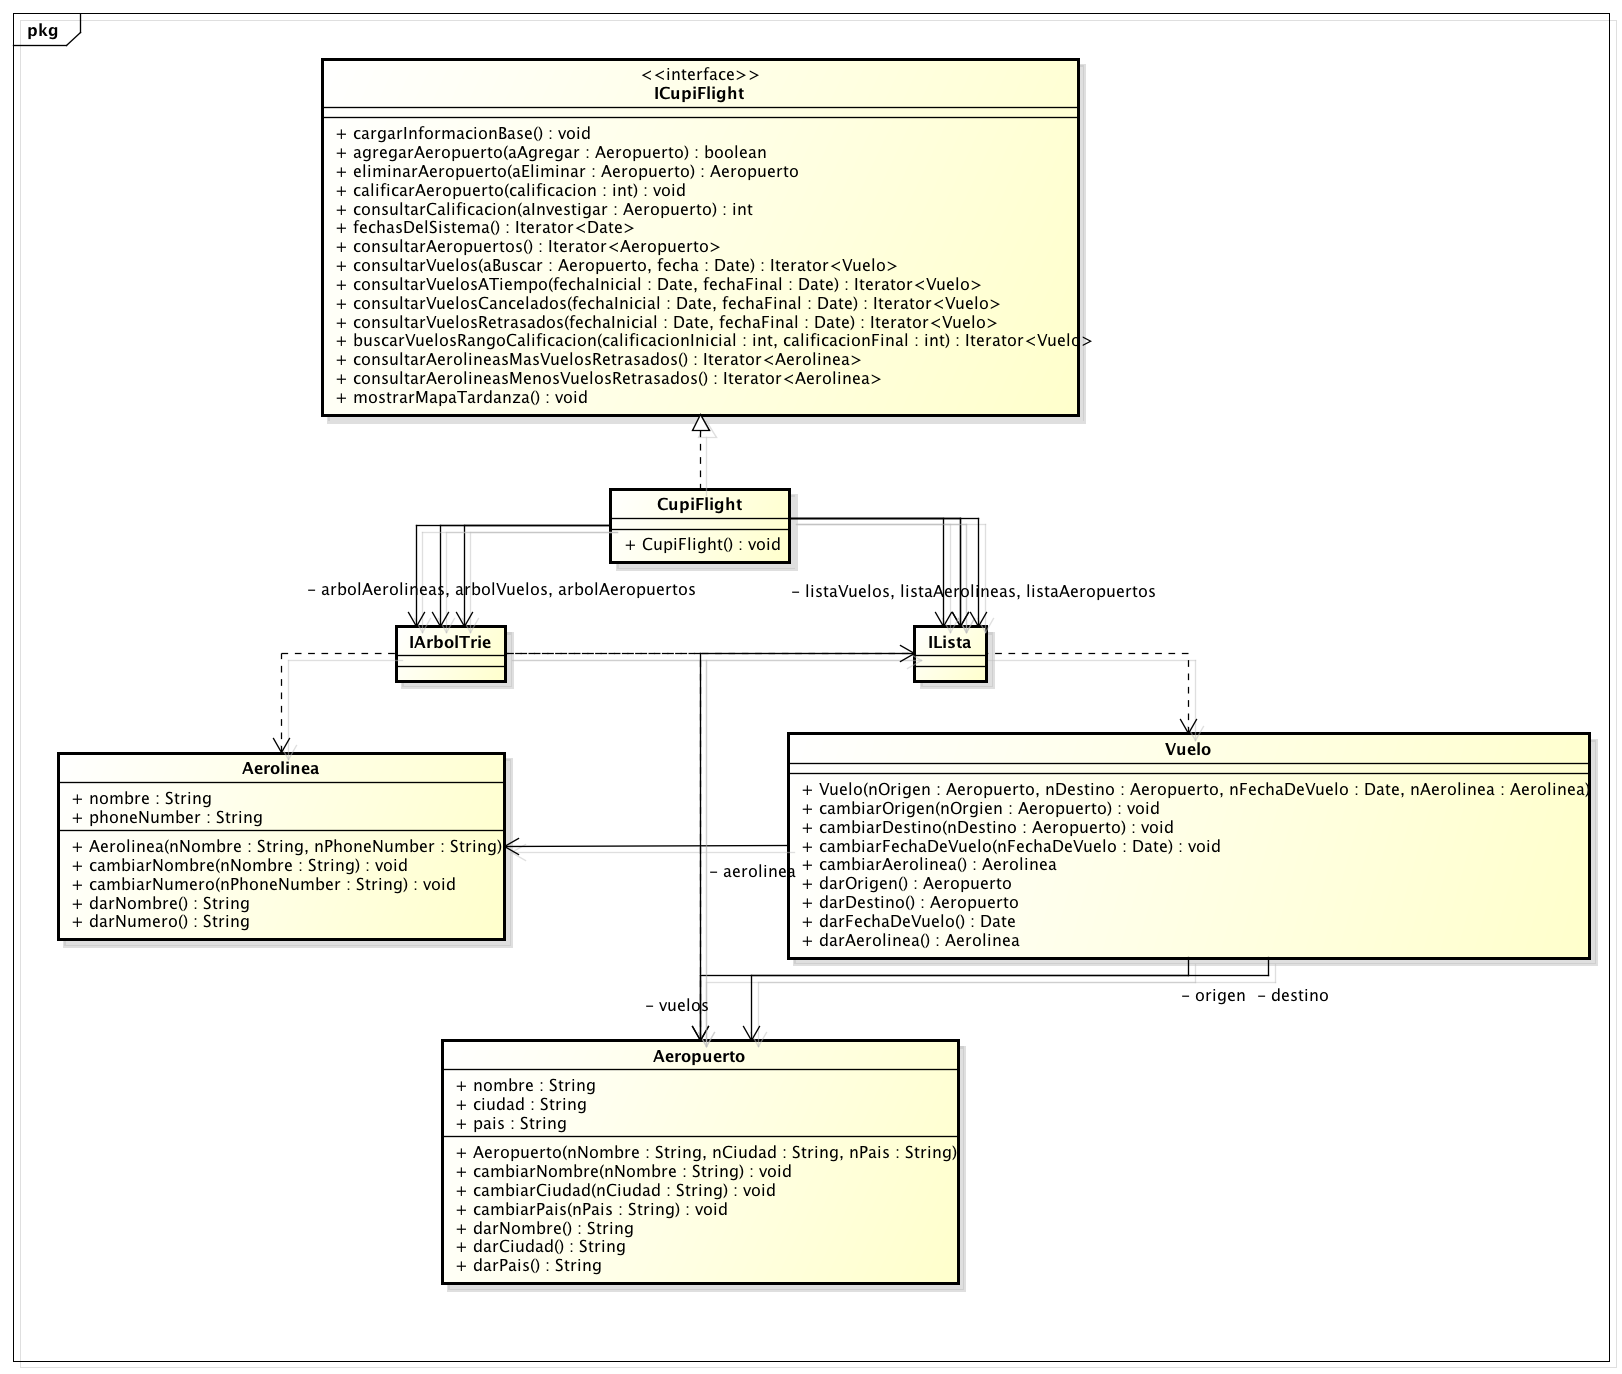 pkg
<<interface>>
ICupiFlight
+ cargarInformacionBase() : void
+ agregarAeropuerto(aAgregar : Aeropuerto) : boolean
+ eliminarAeropuerto(aEliminar : Aeropuerto) : Aeropuerto
+ calificarAeropuerto(calificacion : int) : void
+ consultarCalificacion(aInvestigar : Aeropuerto) : int
+ fechasDelSistema() : Iterator<Date>
+ consultarAeropuertos() : Iterator<Aeropuerto>
+ consultarVuelos(aBuscar : Aeropuerto, fecha : Date) : Iterator<Vuelo>
+ consultarVuelosATiempo(fechaInicial : Date, fechaFinal : Date) : Iterator<Vuelo>
+ consultarVuelosCancelados(fechaInicial : Date, fechaFinal : Date) : Iterator<Vuelo>
+ consultarVuelosRetrasados(fechaInicial : Date, fechaFinal : Date) : Iterator<Vuelo>
+ buscarVuelosRangoCalificacion(calificacionInicial : int, calificacionFinal : int) : Iterator<Vuelo>
+ consultarAerolineasMasVuelosRetrasados() : Iterator<Aerolinea>
+ consultarAerolineasMenosVuelosRetrasados() : Iterator<Aerolinea>
+ mostrarMapaTardanza() : void
CupiFlight
+ CupiFlight() : void
- arbolAerolineas, arbolVuelos, arbolAeropuertos
- listaVuelos, listaAerolineas, listaAeropuertos
IArbolTrie
ILista
Aerolinea
+ nombre : String
+ phoneNumber : String
+ Aerolinea(nNombre : String, nPhoneNumber : String)
+ cambiarNombre(nNombre : String) : void
+ cambiarNumero(nPhoneNumber : String) : void
+ darNombre() : String
+ darNumero() : String
Vuelo
+ Vuelo(nOrigen : Aeropuerto, nDestino : Aeropuerto, nFechaDeVuelo : Date, nAerolinea : Aerolinea)
+ cambiarOrigen(nOrgien : Aeropuerto) : void
+ cambiarDestino(nDestino : Aeropuerto) : void
+ cambiarFechaDeVuelo(nFechaDeVuelo : Date) : void
+ cambiarAerolinea() : Aerolinea
+ darOrigen() : Aeropuerto
+ darDestino() : Aeropuerto
+ darFechaDeVuelo() : Date
+ darAerolinea() : Aerolinea
- aerolinea
- vuelos
- origen
- destino
Aeropuerto
+ nombre : String
+ ciudad : String
+ pais : String
+ Aeropuerto(nNombre : String, nCiudad : String, nPais : String)
+ cambiarNombre(nNombre : String) : void
+ cambiarCiudad(nCiudad : String) : void
+ cambiarPais(nPais : String) : void
+ darNombre() : String
+ darCiudad() : String
+ darPais() : String